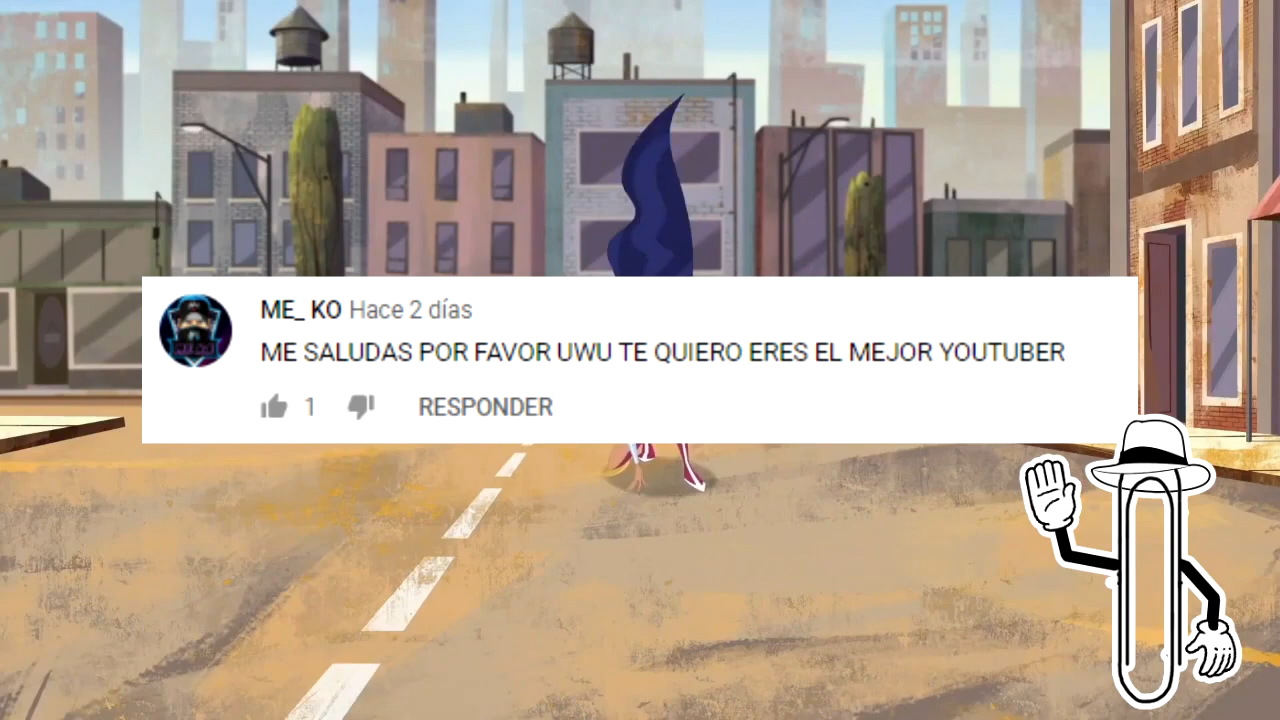 ME_ KO Hace 2 días
ME SALUDAS POR FAVOR UWU TE QUIERO ERES EL MEJOR YOUTUBER
1 RESPONDER